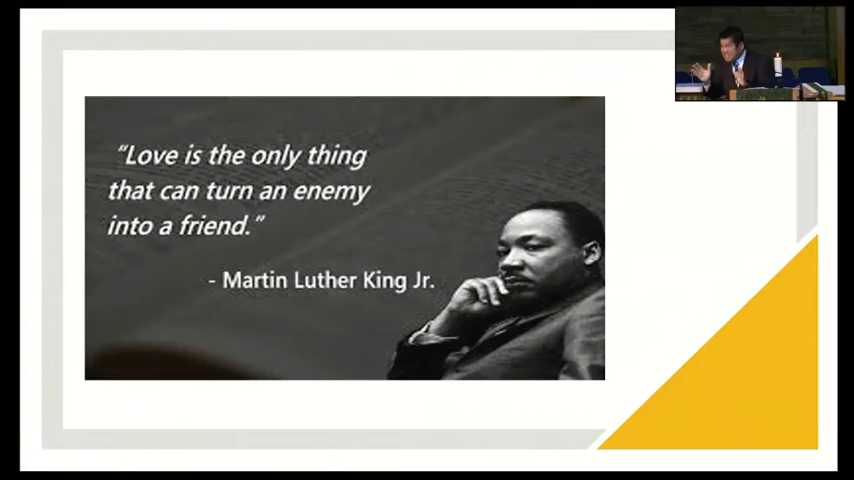 “Love is the only thing
that can turn an enemy
into a friend.”
- Martin Luther King Jr.